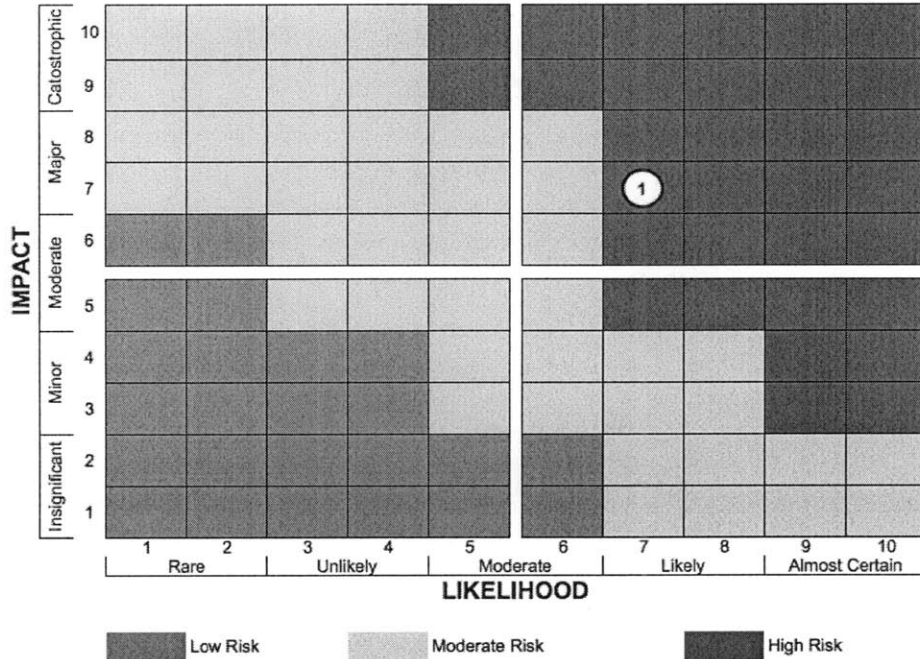 Catostrophic
Major
Moderate
Minor
Insignificant
IMPACT
10
9
8
7
6
5
4
3
2
1
1
1 2 3 4 5 6 7 8 9 10
Rare Unlikely Moderate Likely Almost Certain
LIKELIHOOD
Low Risk Moderate Risk High Risk